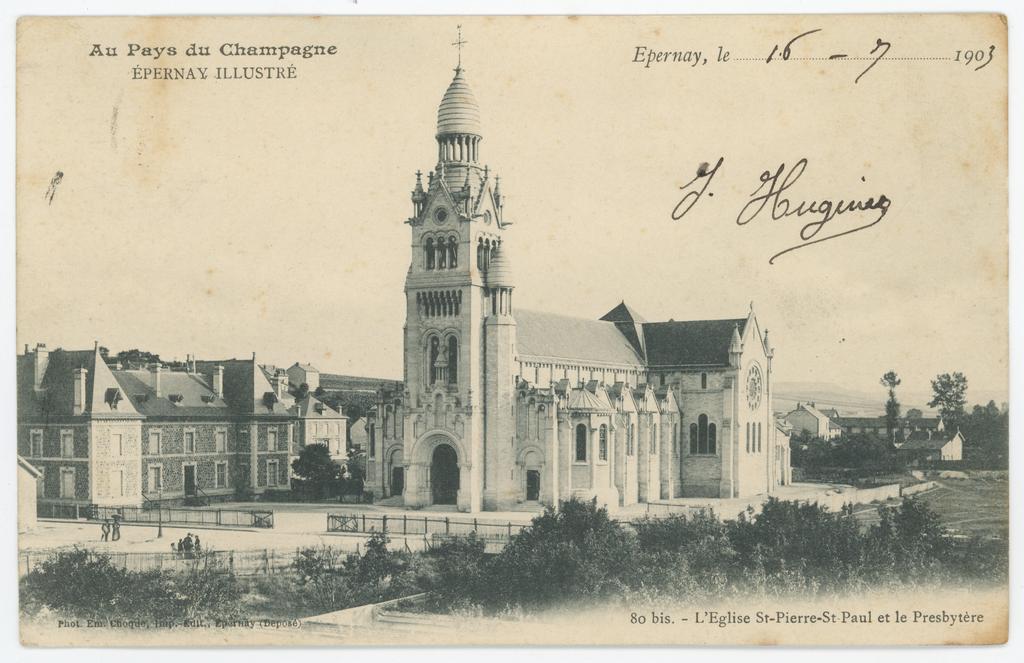 Au Pays du Champagne
ÉPERNAY ILLUSTRÉ
Epernay, le 16 - 7 1903
80 bis. - L'Eglise St-Pierre-St Paul et le Presbytère
Phot. Em. Choque, Imp.-Edit., Epernay (Déposé)